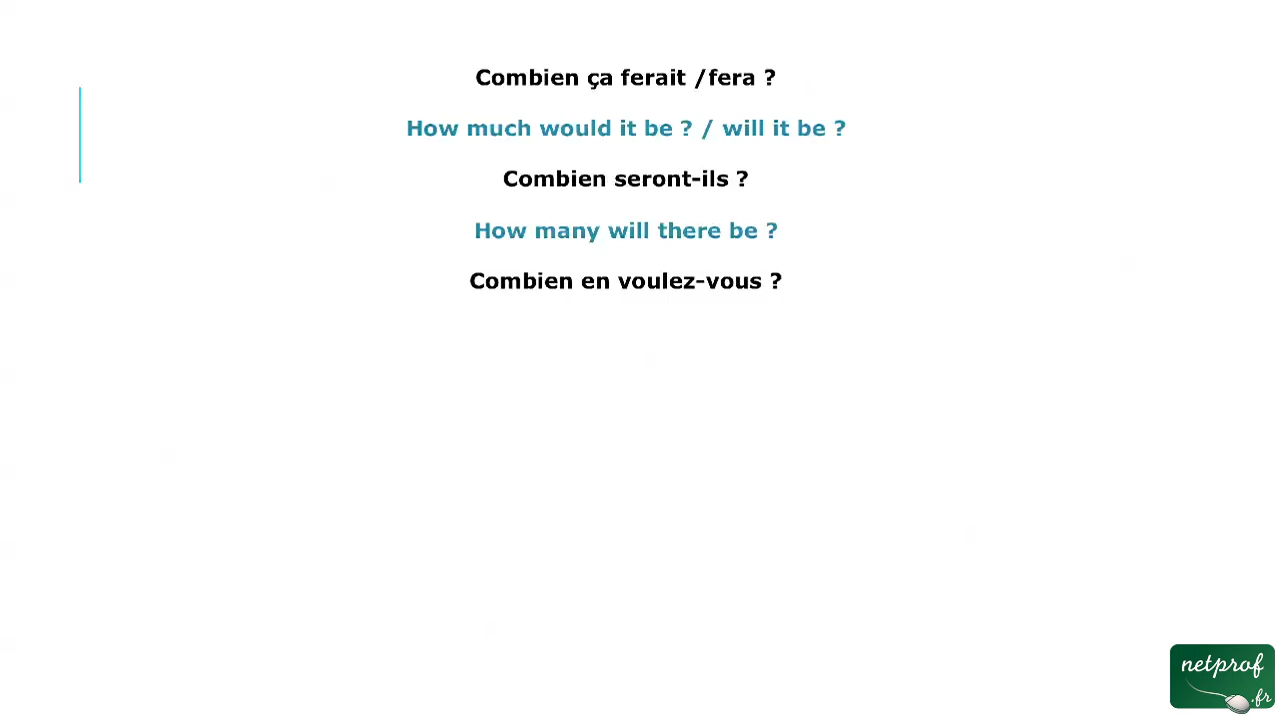 Combien ça ferait /fera ?
How much would it be ? / will it be ?
Combien seront-ils ?
How many will there be ?
Combien en voulez-vous ?
netprof
.fr